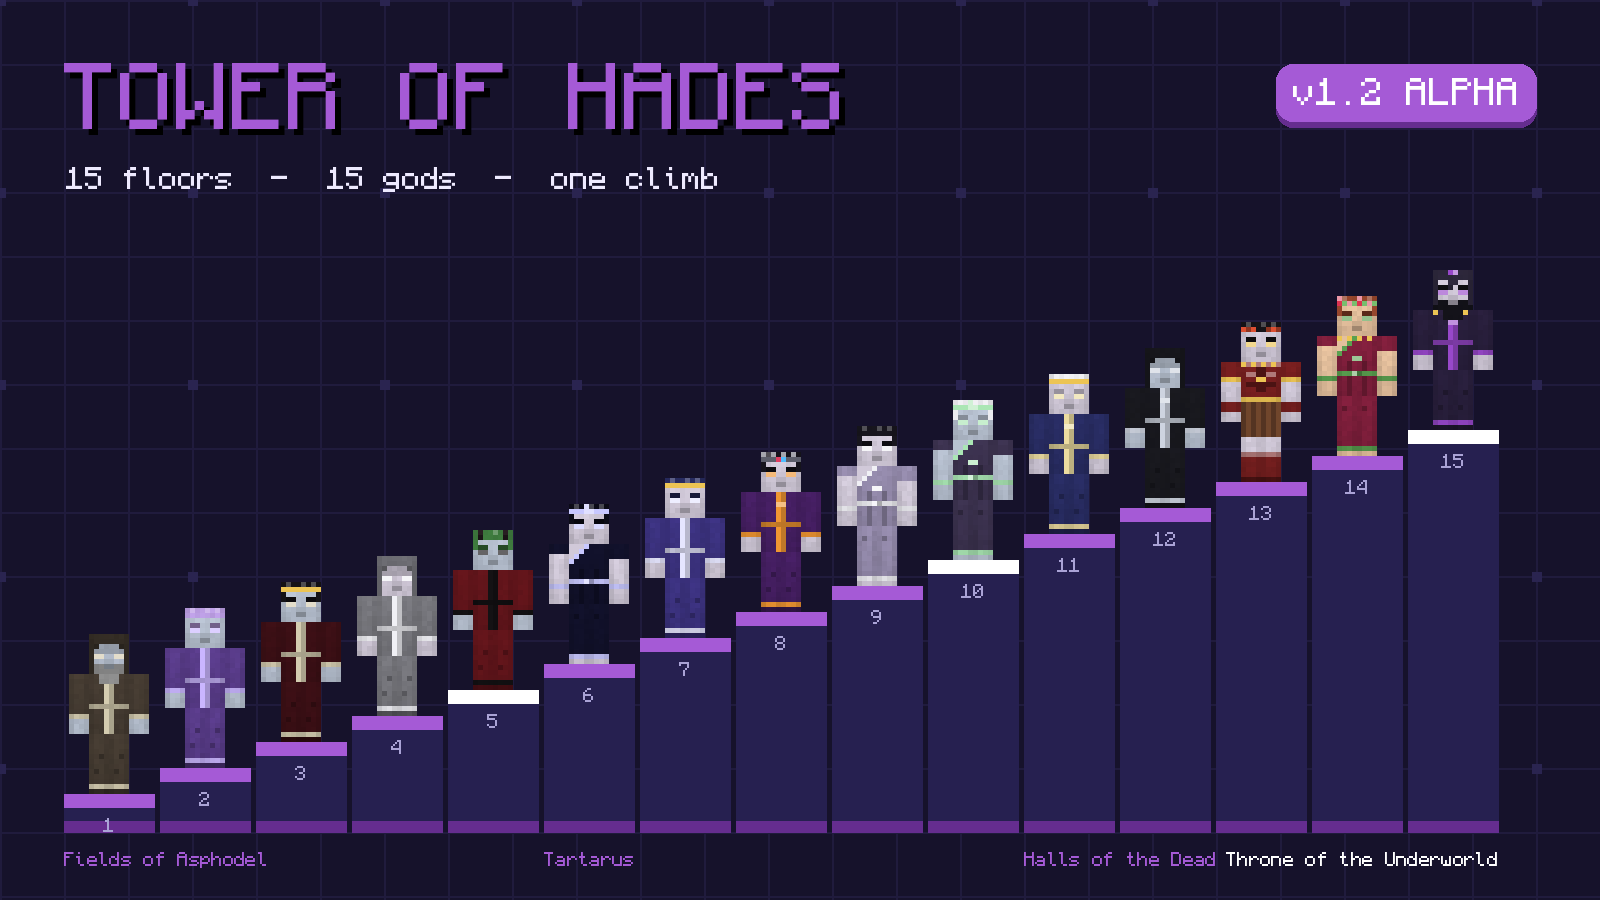 TOWER OF HADES
v1.2 ALPHA
15 floors - 15 gods - one climb
1
2
3
4
5
6
7
8
9
10
11
12
13
14
15
Fields of Asphodel
Tartarus
Halls of the Dead
Throne of the Underworld